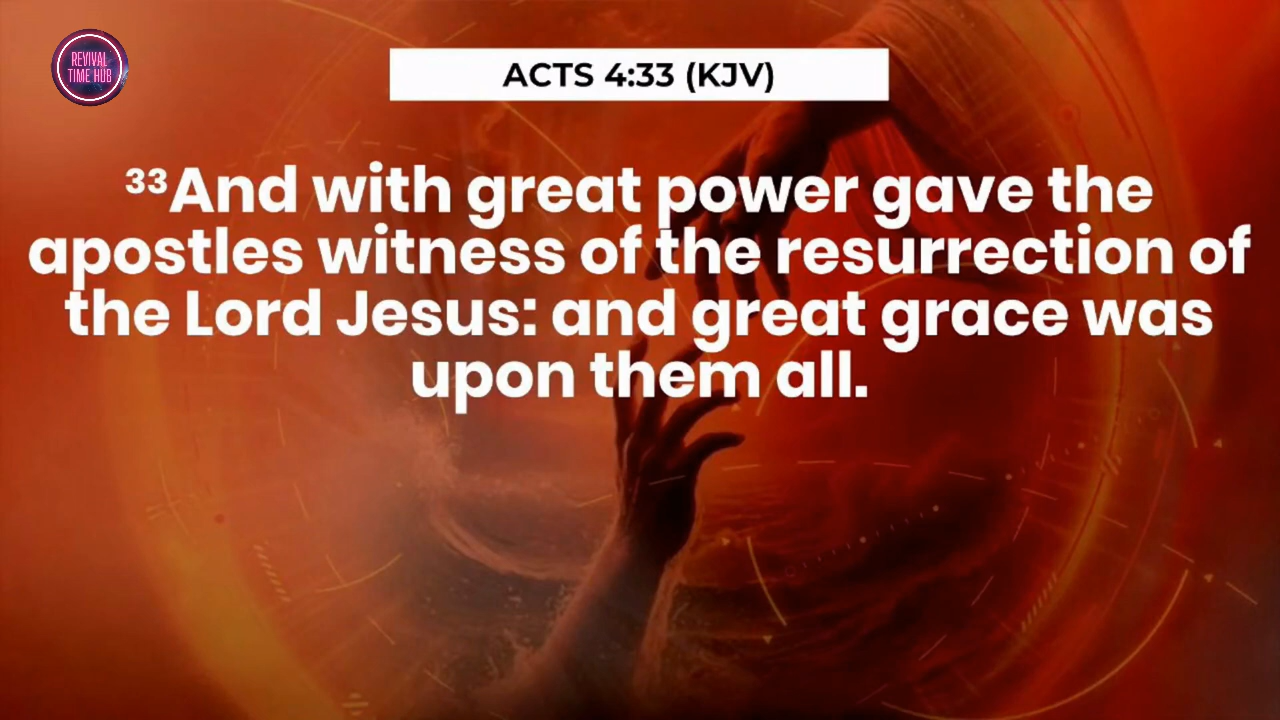 REVIVAL
TIME HUB
ACTS 4:33 (KJV)
³³And with great power gave the
apostles witness of the resurrection of
the Lord Jesus: and great grace was
upon them all.